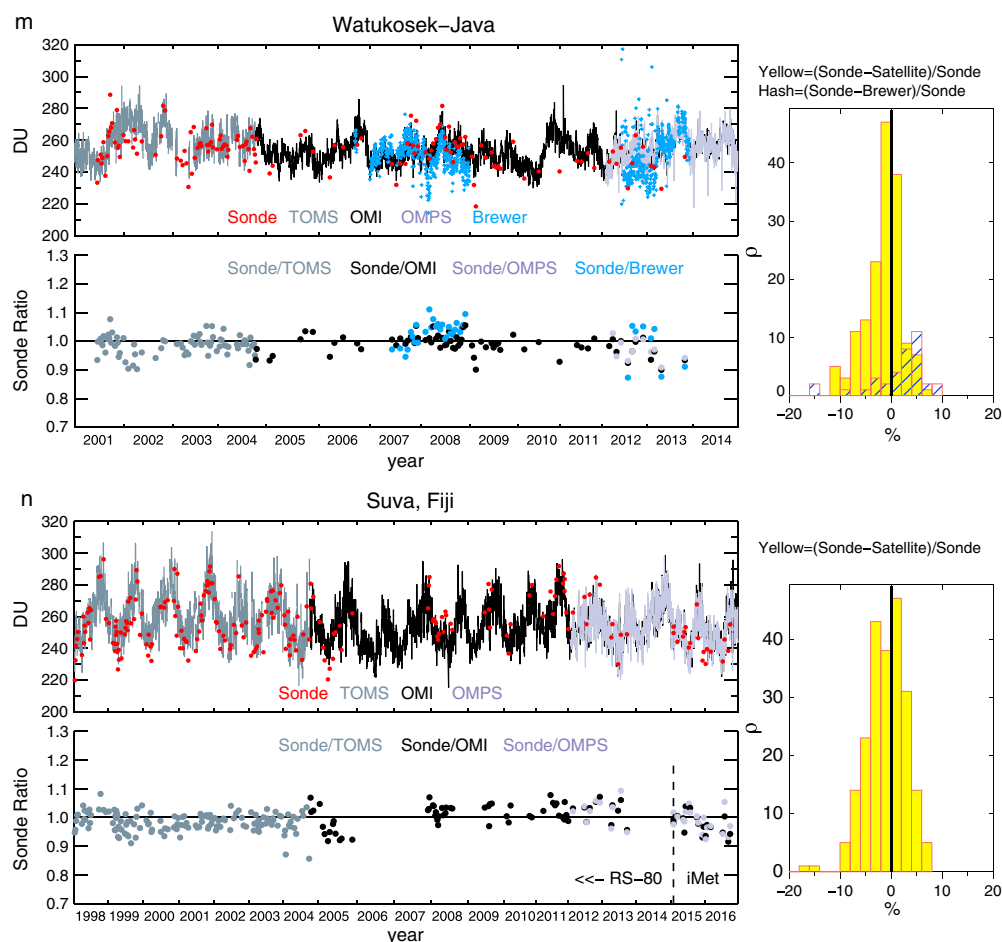 m
Watukosek–Java
320
300
280
260
240
220
200
DU
Sonde TOMS OMI OMPS Brewer
1.3
1.2
1.1
1.0
0.9
0.8
0.7
Sonde Ratio
Sonde/TOMS Sonde/OMI Sonde/OMPS Sonde/Brewer
2001 2002 2003 2004 2005 2006 2007 2008 2009 2010 2011 2012 2013 2014
year
Yellow=(Sonde–Satellite)/Sonde
Hash=(Sonde–Brewer)/Sonde
40
30
20
10
0
ρ
−20 −10 0 10 20
%
n
Suva, Fiji
320
300
280
260
240
220
200
DU
Sonde TOMS OMI OMPS
1.3
1.2
1.1
1.0
0.9
0.8
0.7
Sonde Ratio
Sonde/TOMS Sonde/OMI Sonde/OMPS
<<– RS–80 iMet
1998 1999 2000 2001 2002 2003 2004 2005 2006 2007 2008 2009 2010 2011 2012 2013 2014 2015 2016
year
Yellow=(Sonde–Satellite)/Sonde
40
30
20
10
0
ρ
−20 −10 0 10 20
%